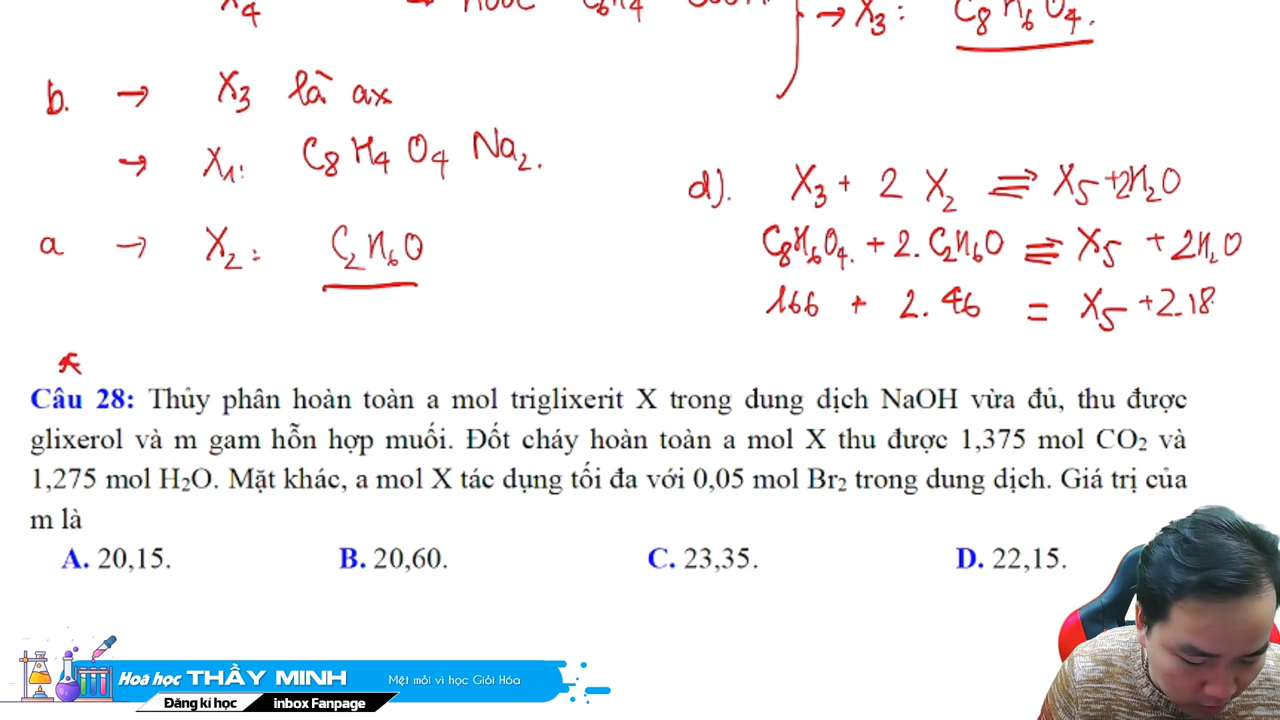 X₄ → HOOC C₆H₄ COOH
→ X₃ : C₈H₆O₄.
b. → X₃ là ax
→ X₁: C₈H₄O₄Na₂.
a → X₂: C₂H₆O
d). X₃ + 2 X₂ ⇌ X₅ + 2H₂O
C₈H₆O₄. + 2. C₂H₆O ⇌ X₅ + 2H₂O
166 + 2. 46 = X₅ + 2.18
Câu 28: Thủy phân hoàn toàn a mol triglixerit X trong dung dịch NaOH vừa đủ, thu được
glixerol và m gam hỗn hợp muối. Đốt cháy hoàn toàn a mol X thu được 1,375 mol CO₂ và
1,275 mol H₂O. Mặt khác, a mol X tác dụng tối đa với 0,05 mol Br₂ trong dung dịch. Giá trị của
m là
A. 20,15. B. 20,60. C. 23,35. D. 22,15.
Hoá học THẦY MINH Mệt mỏi vì học Giỏi Hóa
Đăng kí học inbox Fanpage